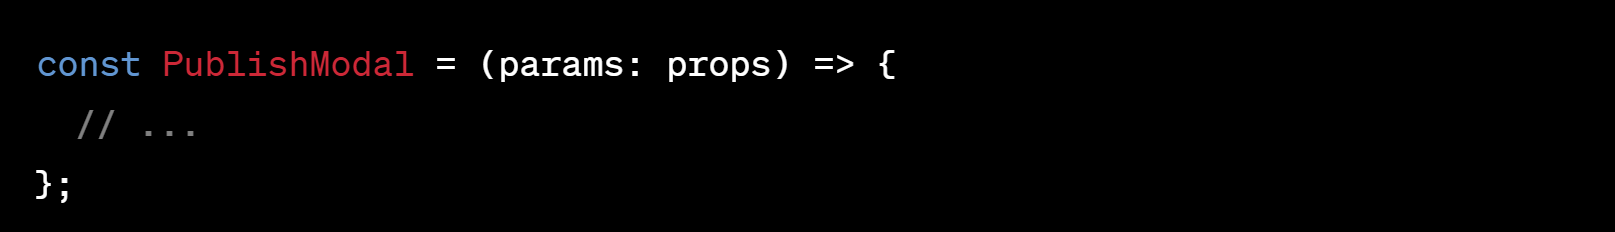 const PublishModal = (params: props) => {
  // ...
};